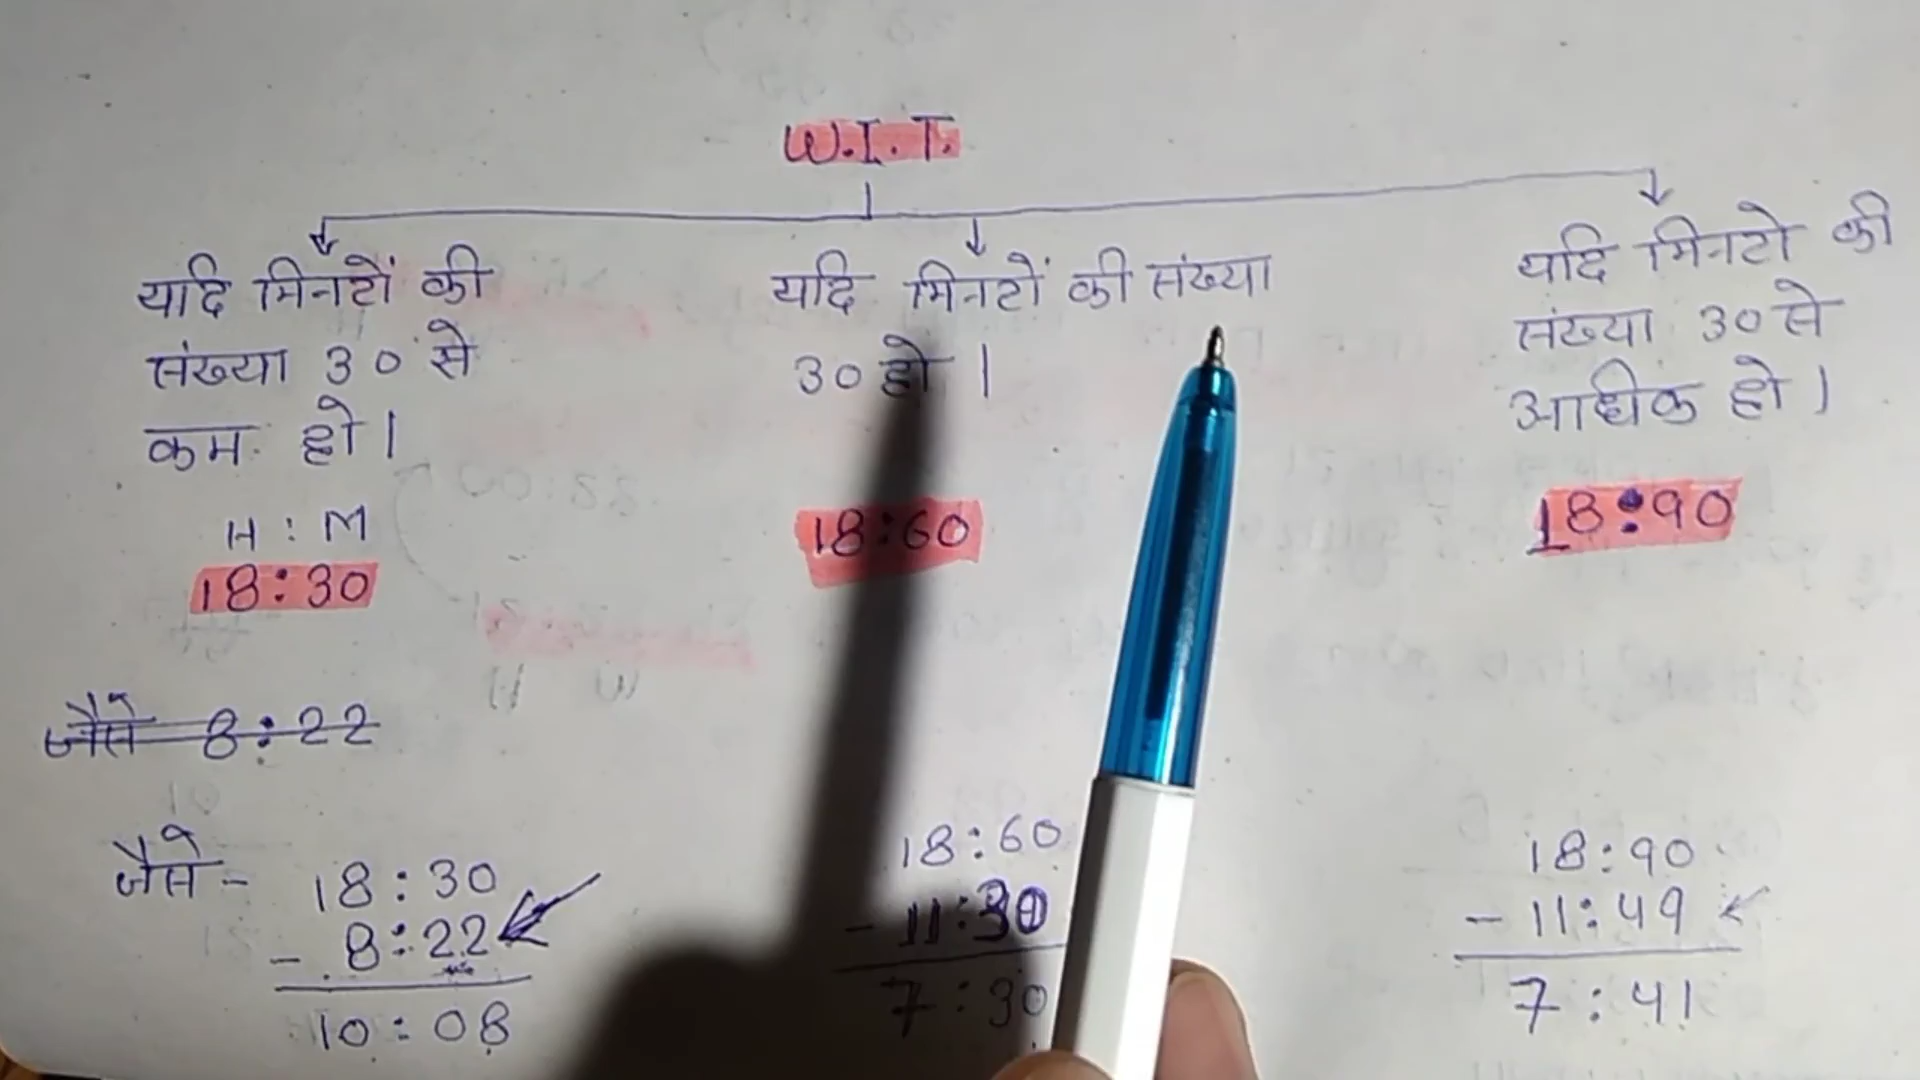 W.I.T.
यदि मिनटों की
संख्या 30 से
कम हो।
H : M
18:30
जैसे 8:22
जैसे - 18:30
- 8:22
10:08
यदि मिनटों की संख्या
30 हो।
18:60
18:60
- 11:30
7:30
यदि मिनटो की
संख्या 30 से
आधीक हो।
18:90
18:90
- 11:49
7:41